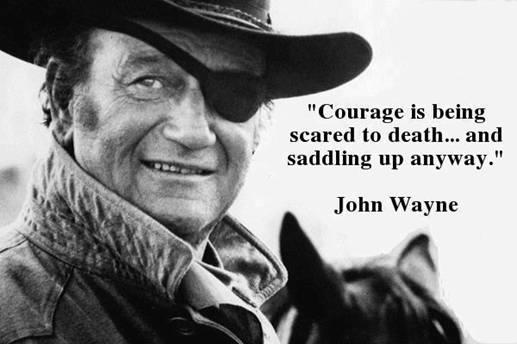 "Courage is being
scared to death... and
saddling up anyway."
John Wayne